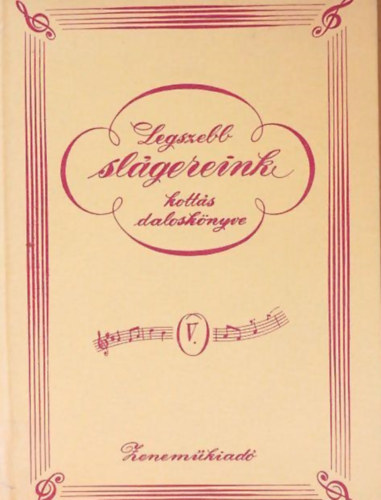 Legszebb
slágereink
kottás
daloskönyve
V.
Zeneműkiadó